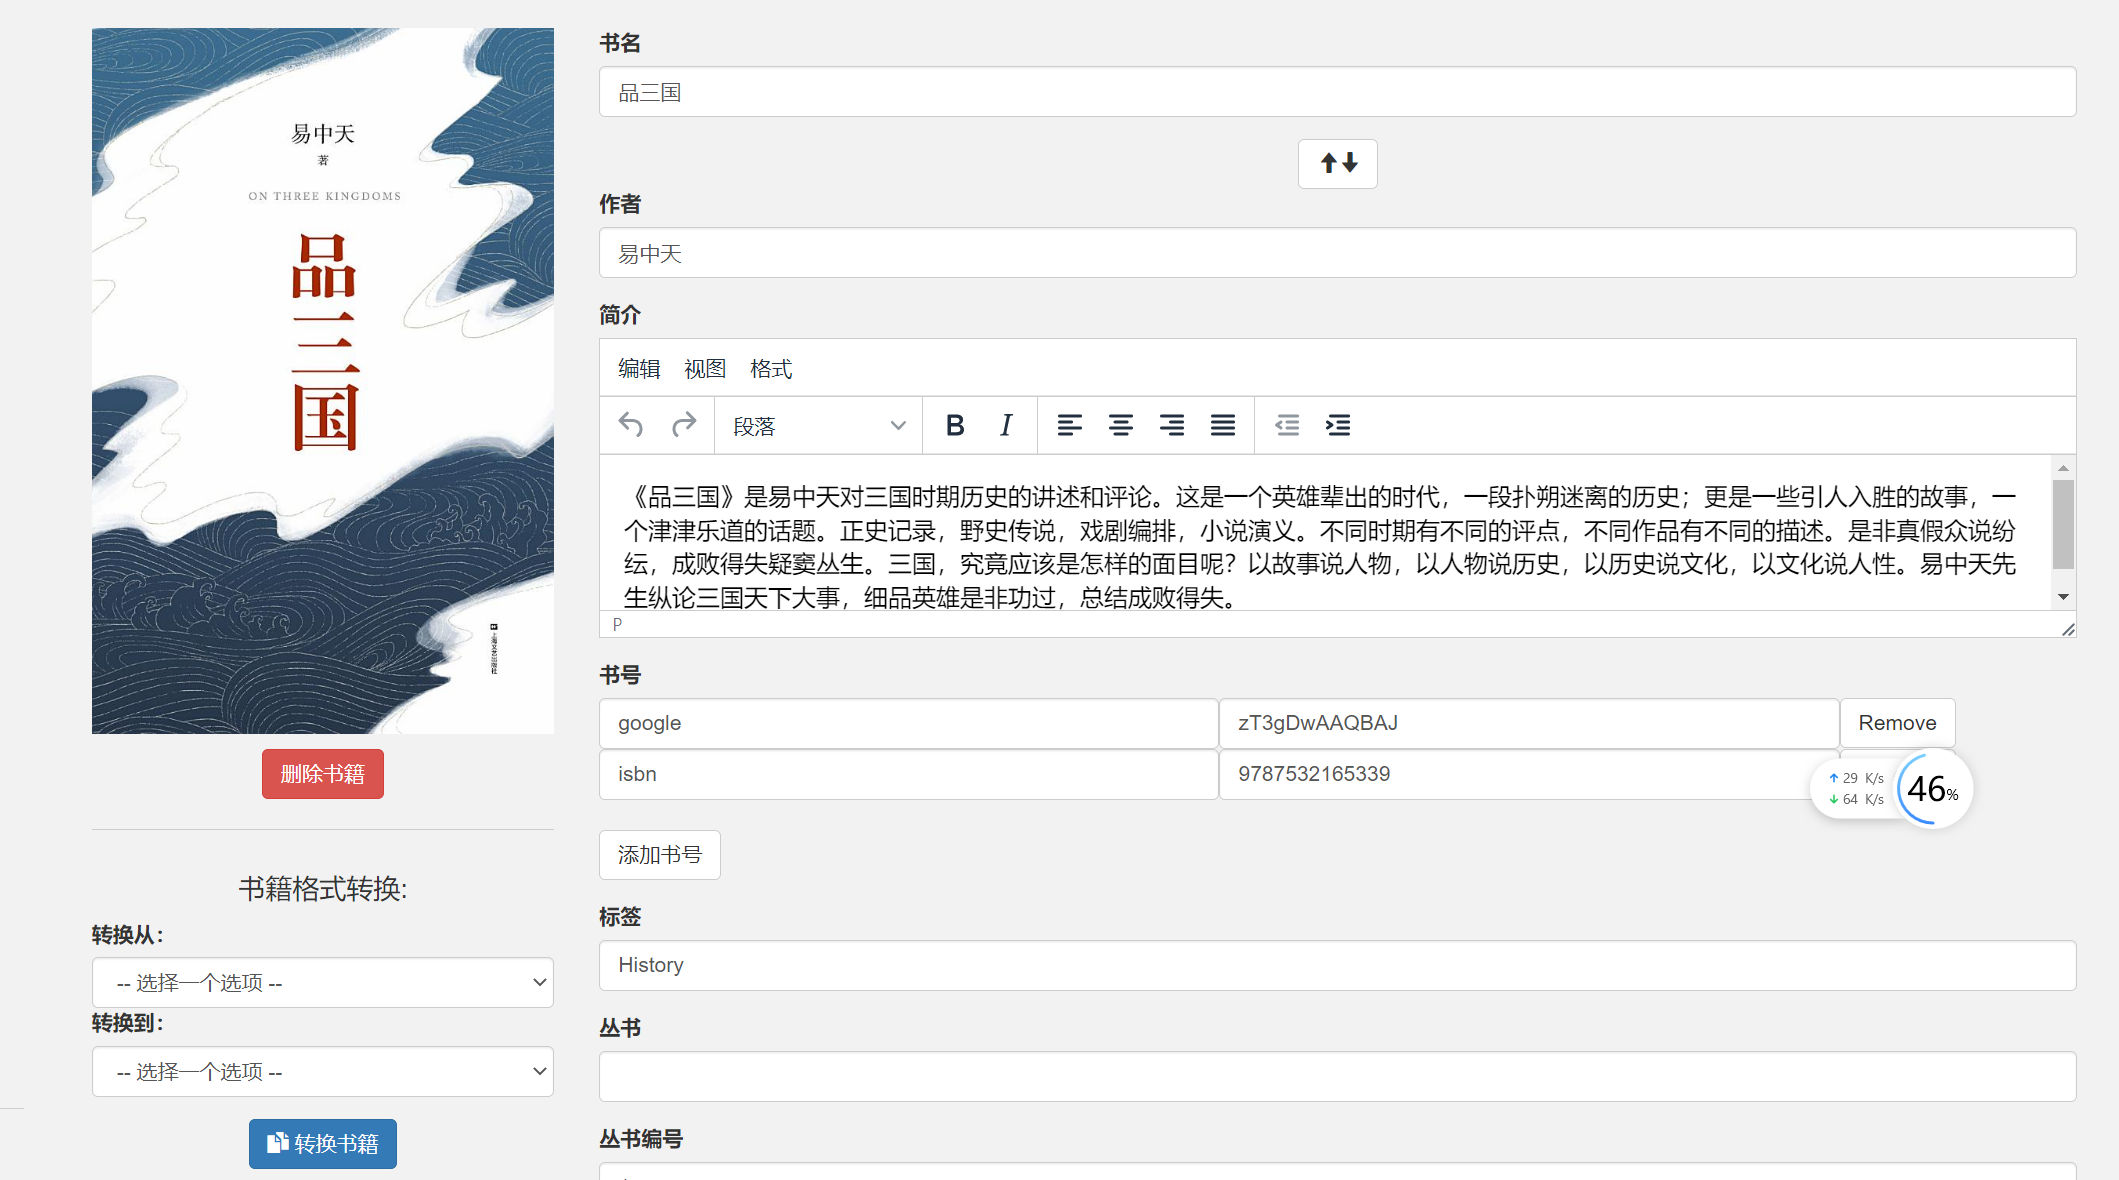 易中天
著
ON THREE KINGDOMS
品
三
国
上海文艺出版社
删除书籍
书籍格式转换:
转换从：
-- 选择一个选项 --
转换到：
-- 选择一个选项 --
转换书籍
书名
品三国
作者
易中天
简介
编辑 视图 格式
段落 B I
《品三国》是易中天对三国时期历史的讲述和评论。这是一个英雄辈出的时代，一段扑朔迷离的历史；更是一些引人入胜的故事，一
个津津乐道的话题。正史记录，野史传说，戏剧编排，小说演义。不同时期有不同的评点，不同作品有不同的描述。是非真假众说纷
纭，成败得失疑窦丛生。三国，究竟应该是怎样的面目呢？以故事说人物，以人物说历史，以历史说文化，以文化说人性。易中天先
生纵论三国天下大事，细品英雄是非功过，总结成败得失。
P
书号
google zT3gDwAAQBAJ Remove
isbn 9787532165339
29 K/s
64 K/s
46%
添加书号
标签
History
丛书
丛书编号